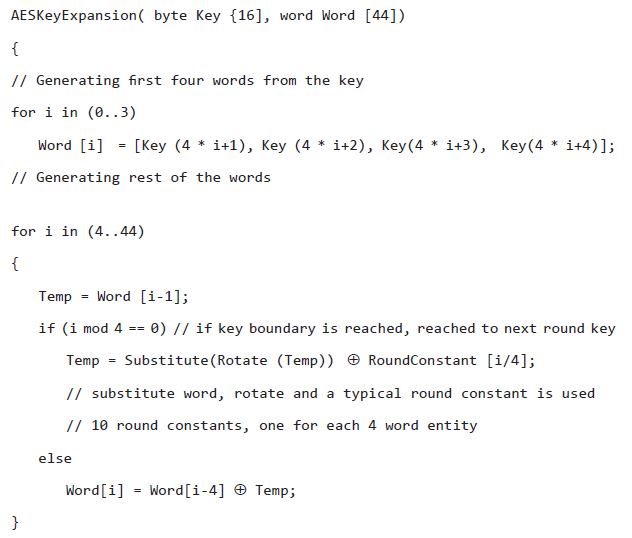 AESKeyExpansion( byte Key {16], word Word [44])
{
// Generating first four words from the key
for i in (0..3)
Word [i] = [Key (4 * i+1), Key (4 * i+2), Key(4 * i+3), Key(4 * i+4)];
// Generating rest of the words
for i in (4..44)
{
Temp = Word [i-1];
if (i mod 4 == 0) // if key boundary is reached, reached to next round key
Temp = Substitute(Rotate (Temp)) ⊕ RoundConstant [i/4];
// substitute word, rotate and a typical round constant is used
// 10 round constants, one for each 4 word entity
else
Word[i] = Word[i-4] ⊕ Temp;
}